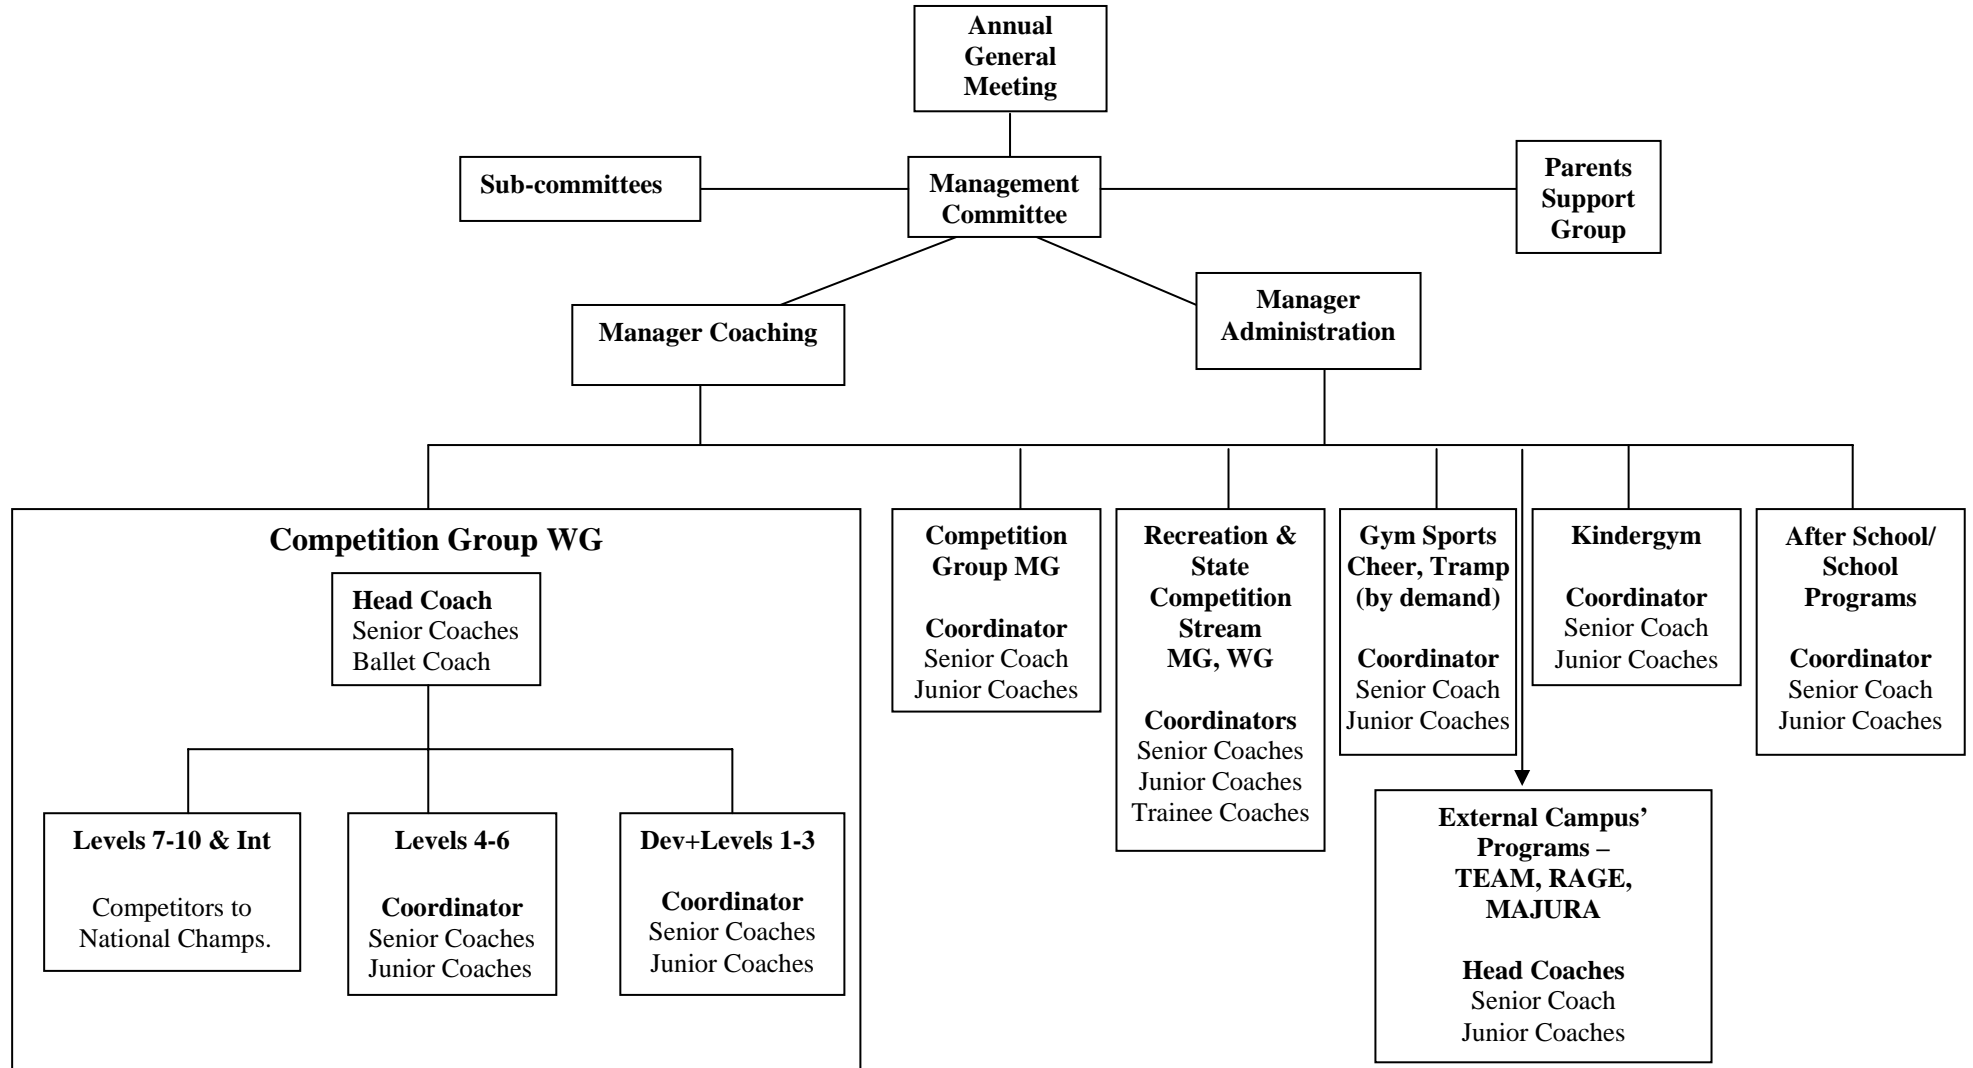 Annual
General
Meeting
Sub-committees
Management
Committee
Parents
Support
Group
Manager Coaching
Manager
Administration
Competition Group WG
Head Coach
Senior Coaches
Ballet Coach
Levels 7-10 & Int
Competitors to
National Champs.
Levels 4-6
Coordinator
Senior Coaches
Junior Coaches
Dev+Levels 1-3
Coordinator
Senior Coaches
Junior Coaches
Competition
Group MG
Coordinator
Senior Coach
Junior Coaches
Recreation &
State
Competition
Stream
MG, WG
Coordinators
Senior Coaches
Junior Coaches
Trainee Coaches
Gym Sports
Cheer, Tramp
(by demand)
Coordinator
Senior Coach
Junior Coaches
External Campus’
Programs –
TEAM, RAGE,
MAJURA
Head Coaches
Senior Coach
Junior Coaches
Kindergym
Coordinator
Senior Coach
Junior Coaches
After School/
School
Programs
Coordinator
Senior Coach
Junior Coaches